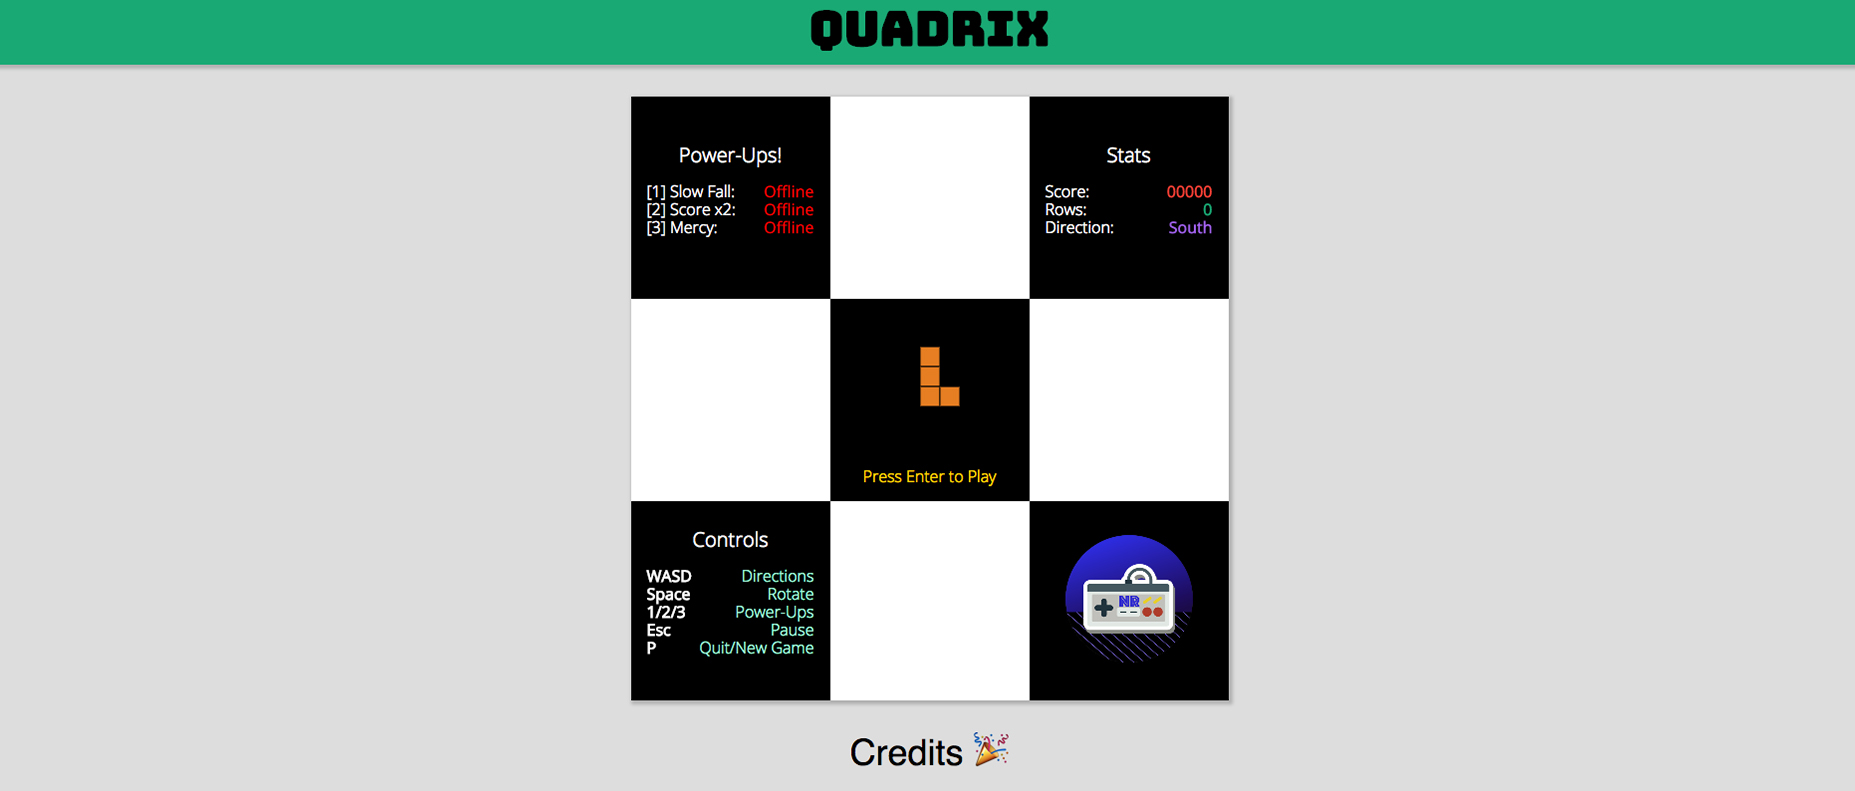 QUADRIX
Power-Ups!
[1] Slow Fall: Offline
[2] Score x2: Offline
[3] Mercy: Offline
Stats
Score: 00000
Rows: 0
Direction: South
Press Enter to Play
Controls
WASD Directions
Space Rotate
1/2/3 Power-Ups
Esc Pause
P Quit/New Game
NR
Credits 🎉